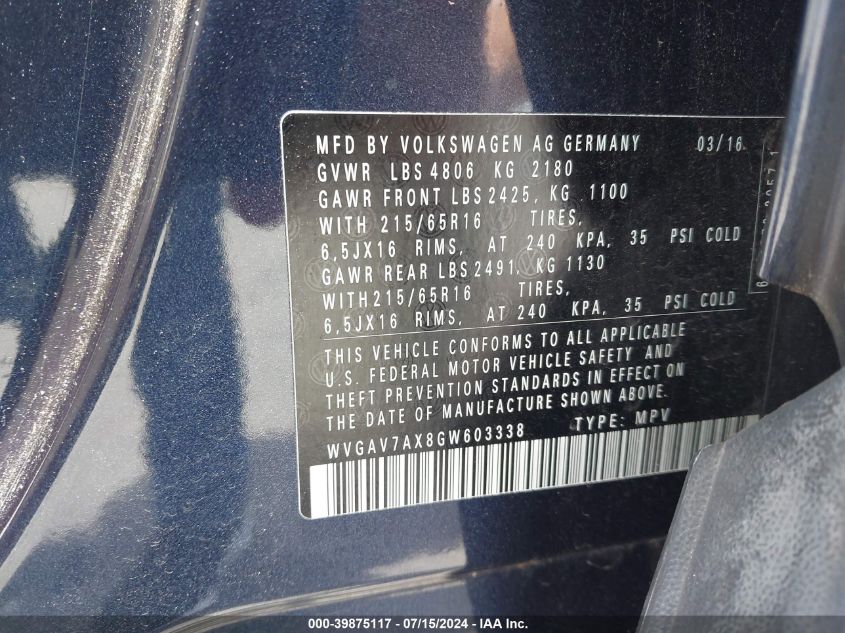 MFD BY VOLKSWAGEN AG GERMANY 03/16
GVWR LBS 4806 KG 2180
GAWR FRONT LBS 2425, KG 1100
WITH 215/65R16 TIRES,
6,5JX16 RIMS, AT 240 KPA, 35 PSI COLD
GAWR REAR LBS 2491, KG 1130
WITH 215/65R16 TIRES,
6,5JX16 RIMS, AT 240 KPA, 35 PSI COLD
THIS VEHICLE CONFORMS TO ALL APPLICABLE
U.S. FEDERAL MOTOR VEHICLE SAFETY AND
THEFT PREVENTION STANDARDS IN EFFECT ON
THE DATE OF MANUFACTURE SHOWN ABOVE.
WVGAV7AX8GW603338 TYPE: MPV
000-39875117 - 07/15/2024 - IAA Inc.